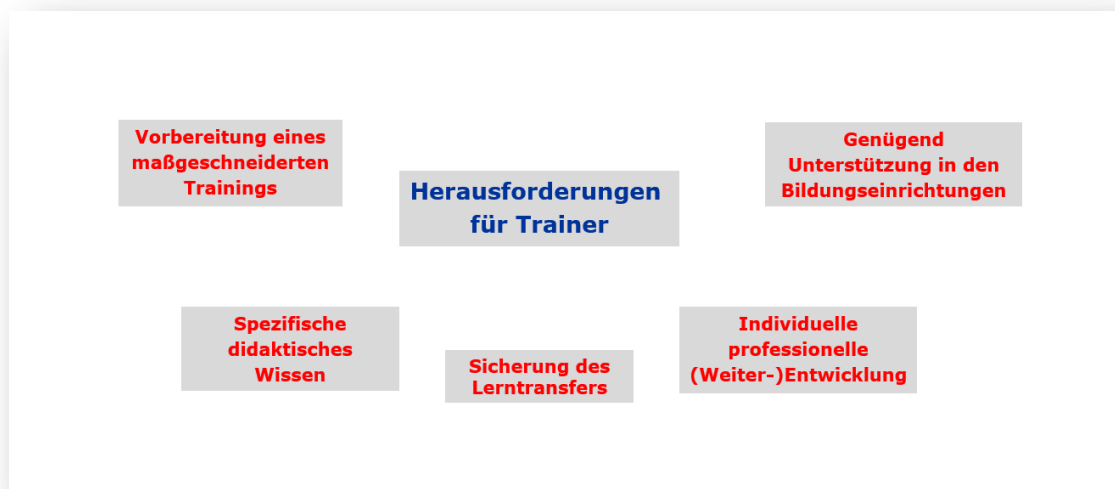 Vorbereitung eines
maßgeschneiderten
Trainings
Herausforderungen
für Trainer
Genügend
Unterstützung in den
Bildungseinrichtungen
Spezifische
didaktisches
Wissen
Sicherung des
Lerntransfers
Individuelle
professionelle
(Weiter-)Entwicklung